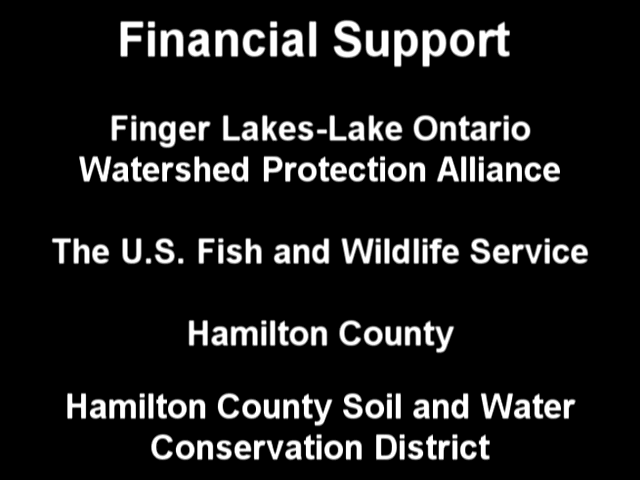 Financial Support
Finger Lakes-Lake Ontario
Watershed Protection Alliance
The U.S. Fish and Wildlife Service
Hamilton County
Hamilton County Soil and Water
Conservation District